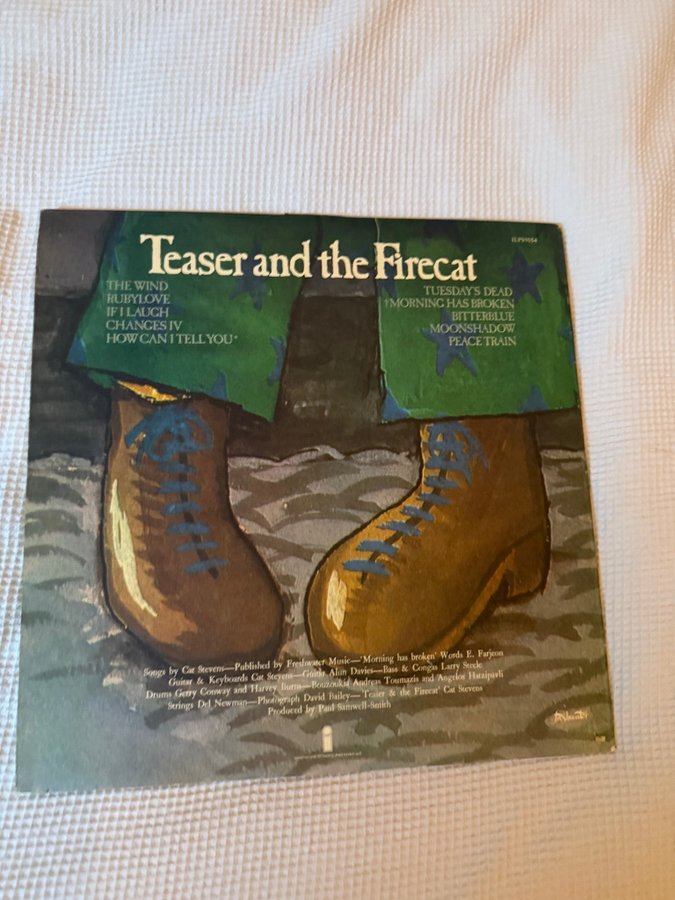 ILPS9154
Teaser and the Firecat
THE WIND
RUBYLOVE
IF I LAUGH
CHANGES IV
HOW CAN I TELL YOU*
TUESDAY'S DEAD
†MORNING HAS BROKEN
BITTERBLUE
MOONSHADOW
PEACE TRAIN
Songs by Cat Stevens—Published by Freshwater Music—'Morning has broken' Words E. Farjeon
Guitar & Keyboards Cat Stevens—Guitar Alun Davies—Bass & Congas Larry Steele
Drums Gerry Conway and Harvey Burns—Bouzoukia Andreas Toumazis and Angelos Hatzipavli
Strings Del Newman—Photograph David Bailey—'Teaser & the Firecat' Cat Stevens
Produced by Paul Samwell-Smith
i